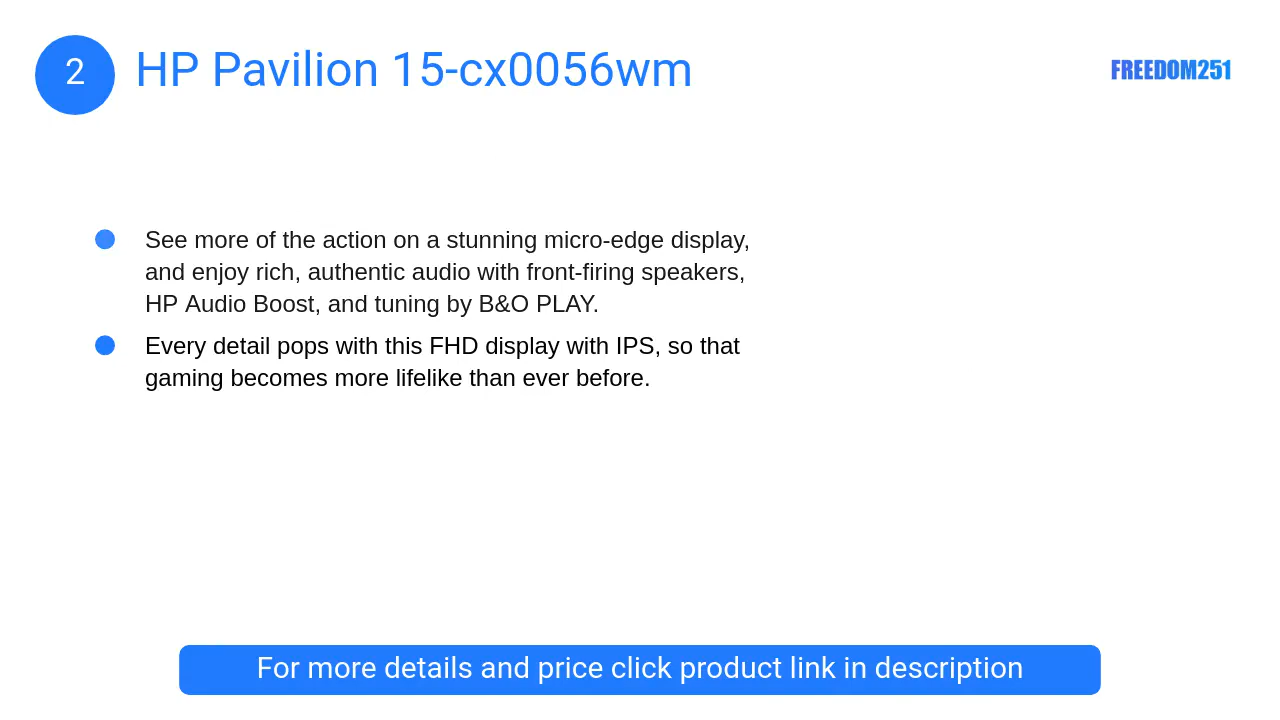 2
HP Pavilion 15-cx0056wm
FREEDOM251
See more of the action on a stunning micro-edge display,
and enjoy rich, authentic audio with front-firing speakers,
HP Audio Boost, and tuning by B&O PLAY.
Every detail pops with this FHD display with IPS, so that
gaming becomes more lifelike than ever before.
For more details and price click product link in description